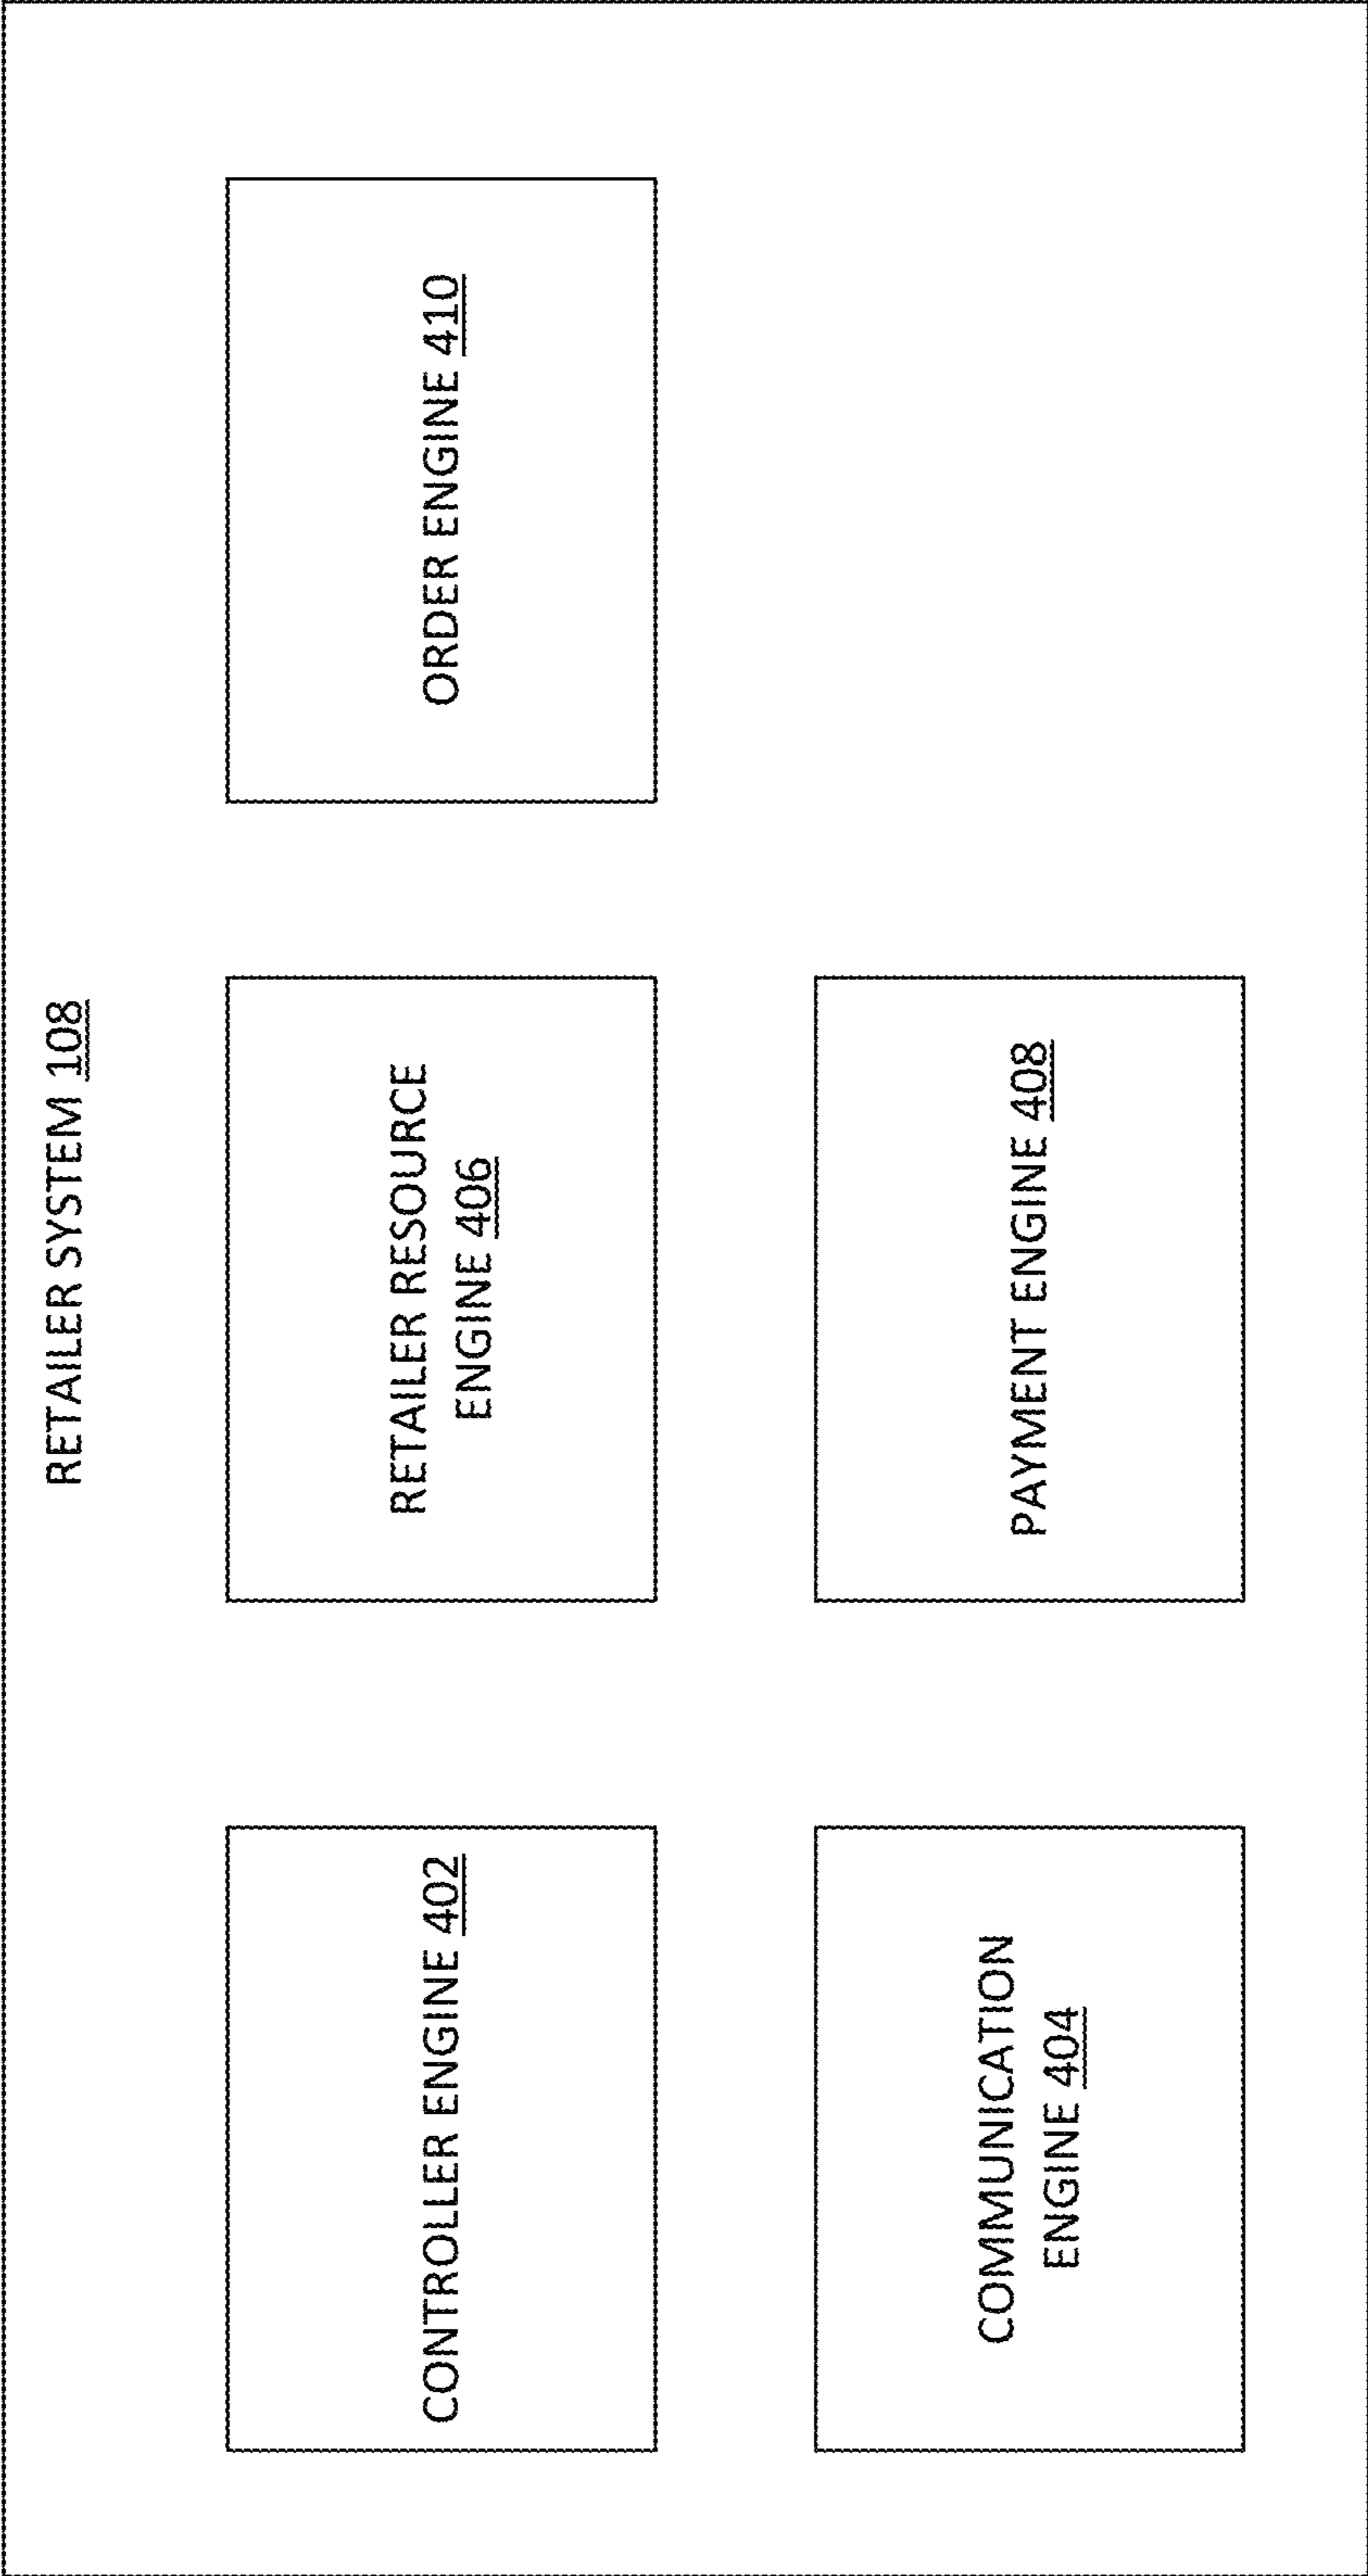 RETAILER SYSTEM 108
CONTROLLER ENGINE 402
RETAILER RESOURCE
ENGINE 406
ORDER ENGINE 410
COMMUNICATION
ENGINE 404
PAYMENT ENGINE 408